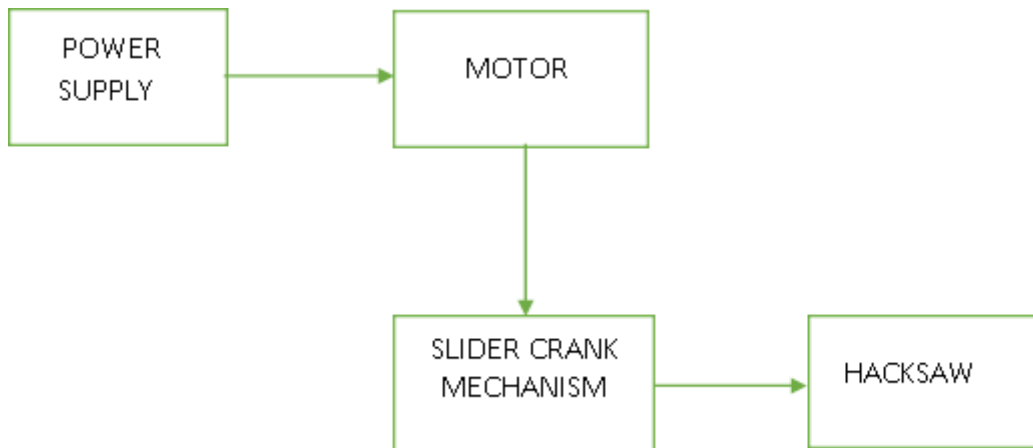 POWER
SUPPLY
MOTOR
SLIDER CRANK
MECHANISM
HACKSAW